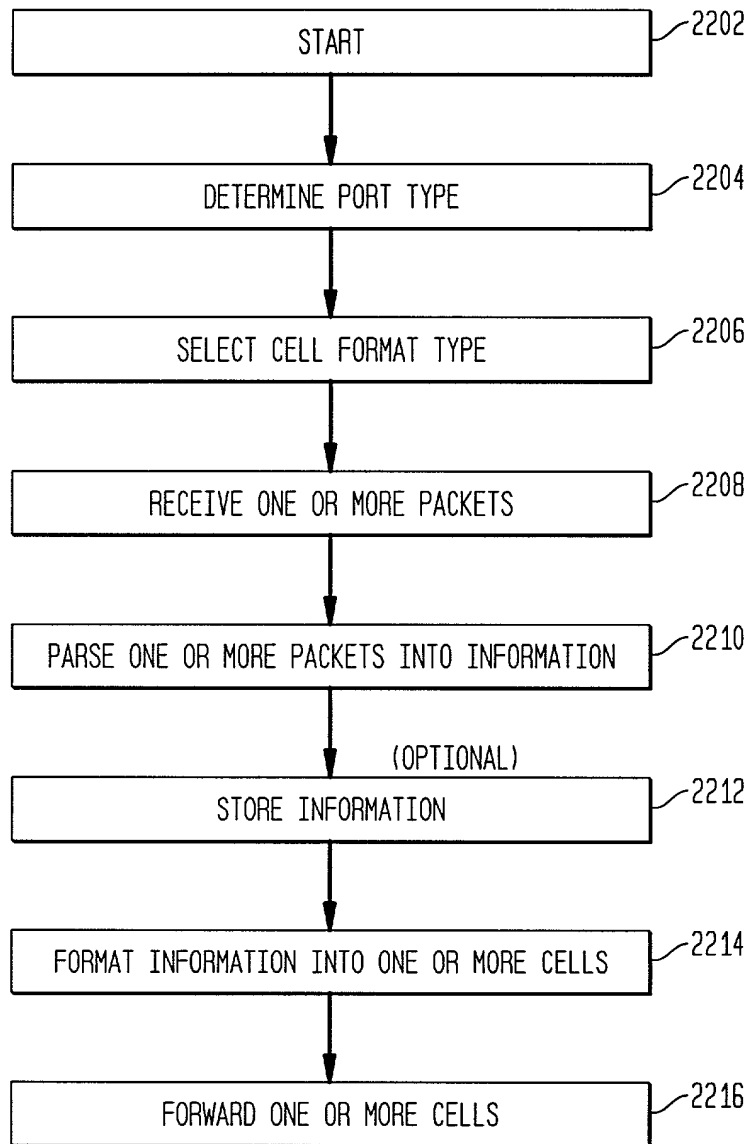 START 2202
DETERMINE PORT TYPE 2204
SELECT CELL FORMAT TYPE 2206
RECEIVE ONE OR MORE PACKETS 2208
PARSE ONE OR MORE PACKETS INTO INFORMATION 2210
(OPTIONAL)
STORE INFORMATION 2212
FORMAT INFORMATION INTO ONE OR MORE CELLS 2214
FORWARD ONE OR MORE CELLS 2216